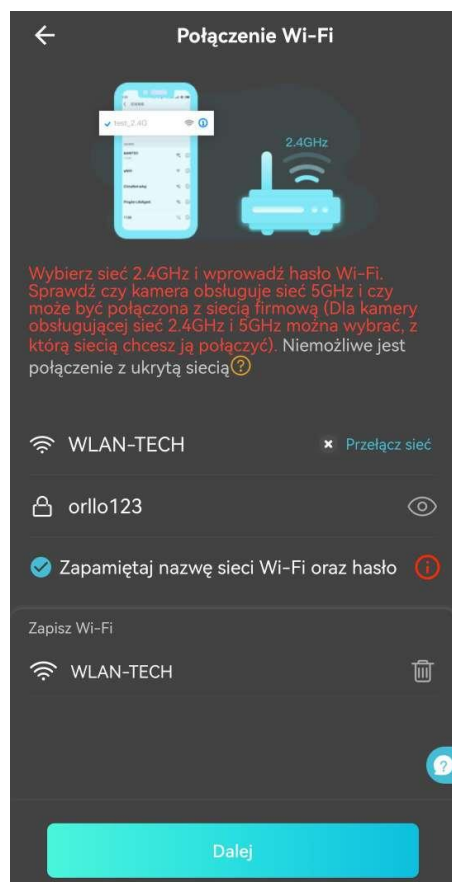 Połączenie Wi-Fi
test_2.4G
2.4GHz
Wybierz sieć 2.4GHz i wprowadź hasło Wi-Fi.
Sprawdź czy kamera obsługuje sieć 5GHz i czy
może być połączona z siecią firmową (Dla kamery
obsługującej sieć 2.4GHz i 5GHz można wybrać, z
którą siecią chcesz ją połączyć). Niemożliwe jest
połączenie z ukrytą siecią
WLAN-TECH
Przełącz sieć
orllo123
Zapamiętaj nazwę sieci Wi-Fi oraz hasło
Zapisz Wi-Fi
WLAN-TECH
Dalej